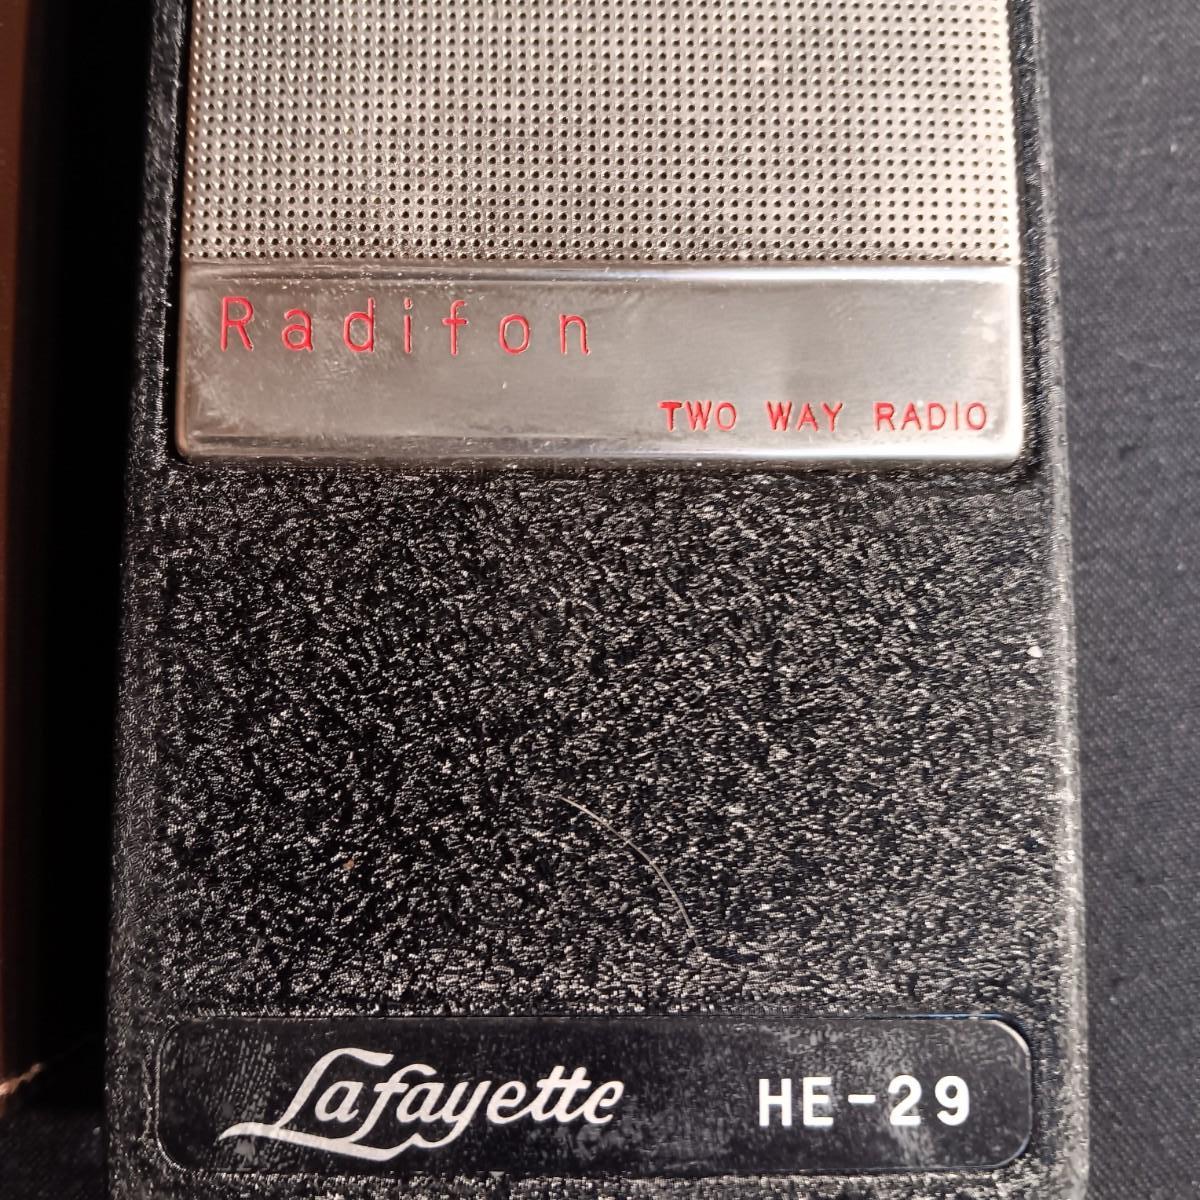 Radifon
TWO WAY RADIO
Lafayette HE-29